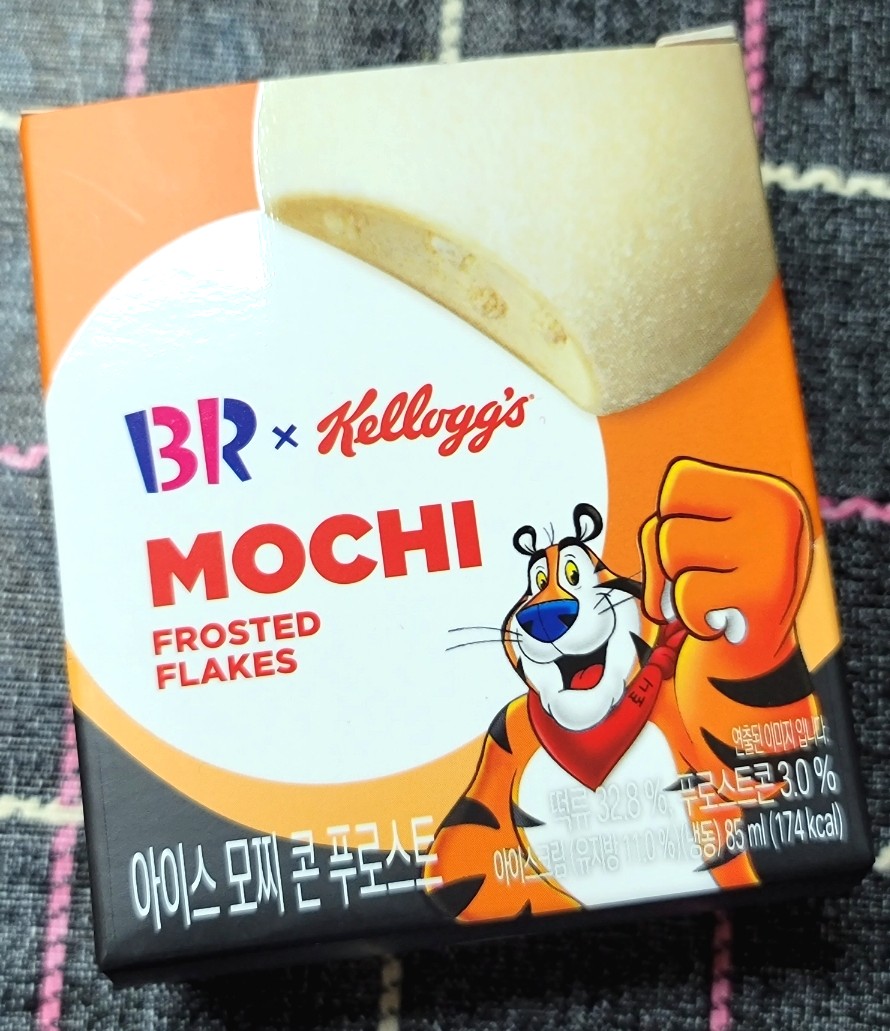 BR × Kellogg's
MOCHI
FROSTED
FLAKES
토니
연출된 이미지 입니다.
떡류 32.8 %, 푸로스트콘 3.0 %
아이스크림 유지방 11.0 % (냉동) 85 ml (174 kcal)
아이스 모찌 콘 푸로스트